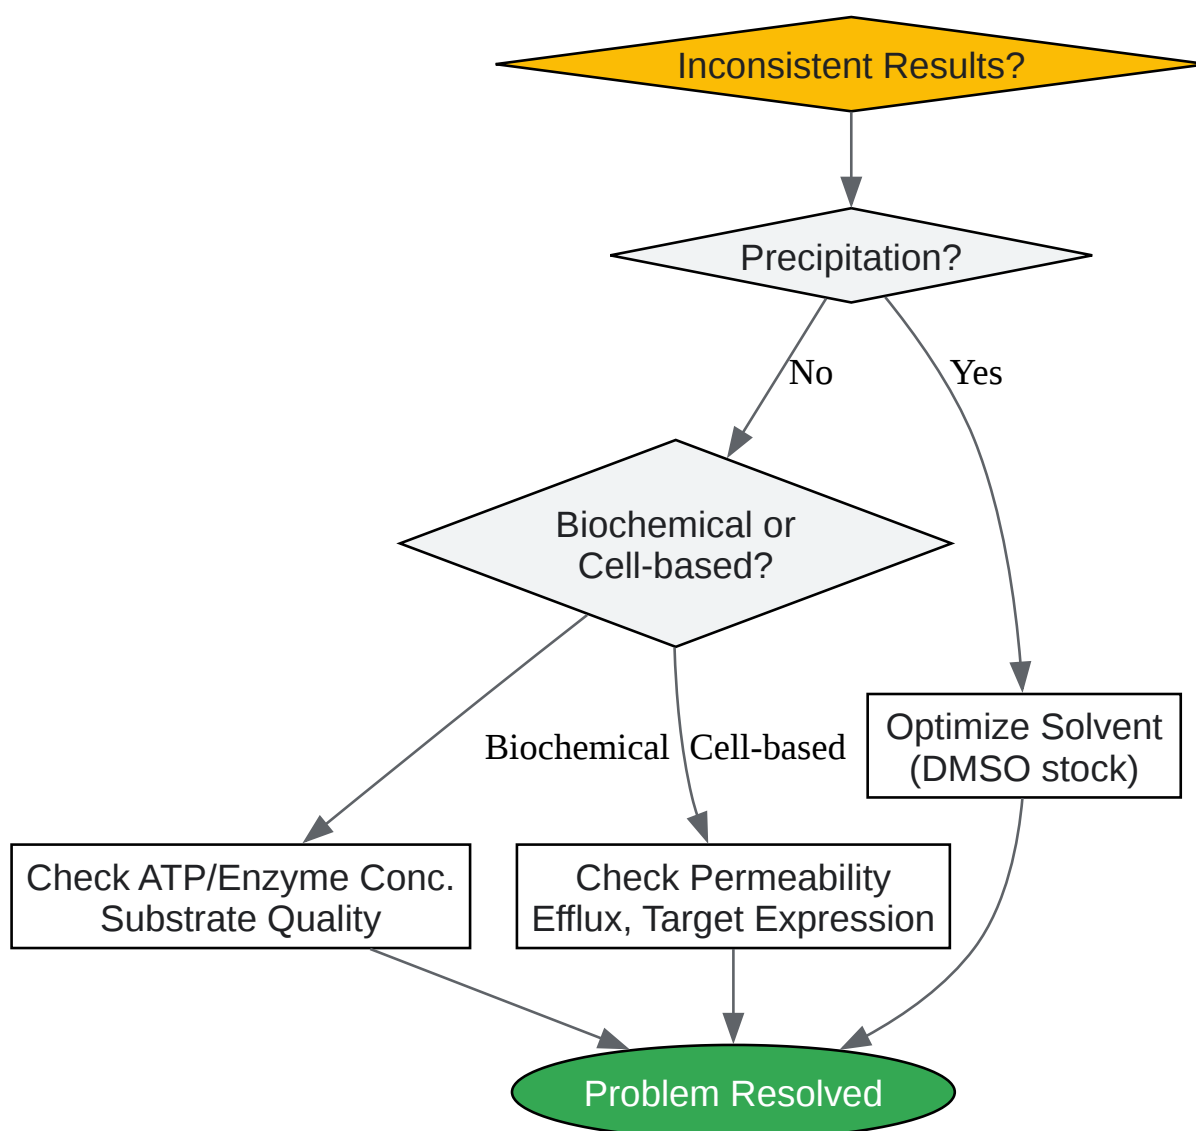 Inconsistent Results?
Precipitation?
No
Yes
Biochemical or
Cell-based?
Optimize Solvent
(DMSO stock)
Biochemical
Cell-based
Check ATP/Enzyme Conc.
Substrate Quality
Check Permeability
Efflux, Target Expression
Problem Resolved